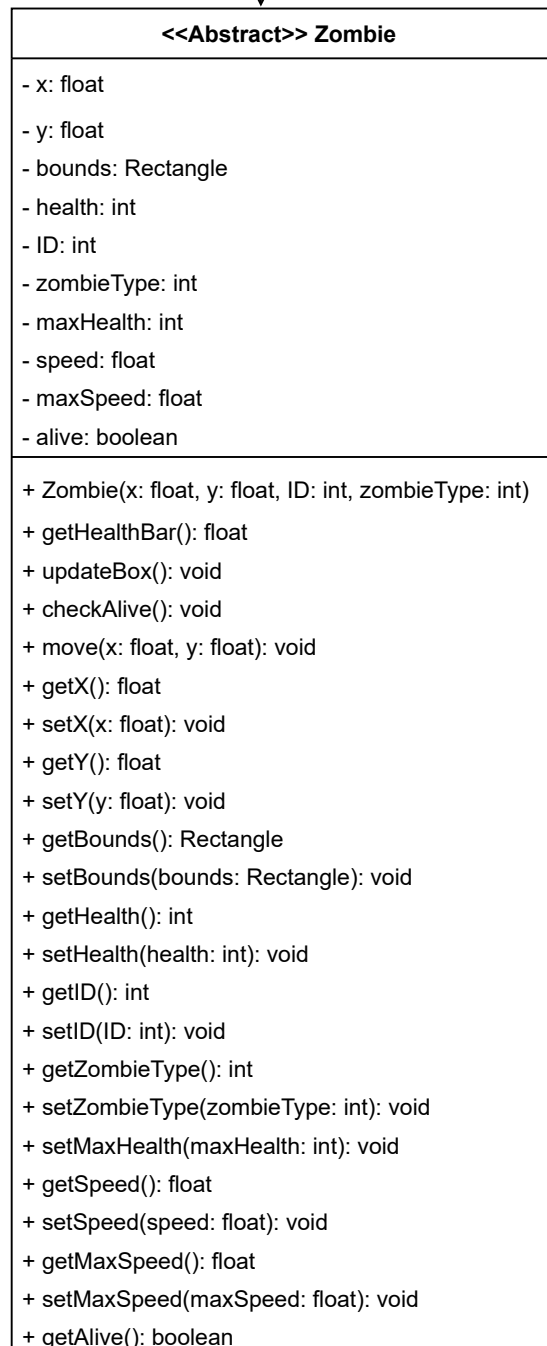 <<Abstract>> Zombie
- x: float
- y: float
- bounds: Rectangle
- health: int
- ID: int
- zombieType: int
- maxHealth: int
- speed: float
- maxSpeed: float
- alive: boolean
+ Zombie(x: float, y: float, ID: int, zombieType: int)
+ getHealthBar(): float
+ updateBox(): void
+ checkAlive(): void
+ move(x: float, y: float): void
+ getX(): float
+ setX(x: float): void
+ getY(): float
+ setY(y: float): void
+ getBounds(): Rectangle
+ setBounds(bounds: Rectangle): void
+ getHealth(): int
+ setHealth(health: int): void
+ getID(): int
+ setID(ID: int): void
+ getZombieType(): int
+ setZombieType(zombieType: int): void
+ setMaxHealth(maxHealth: int): void
+ getSpeed(): float
+ setSpeed(speed: float): void
+ getMaxSpeed(): float
+ setMaxSpeed(maxSpeed: float): void
+ getAlive(): boolean